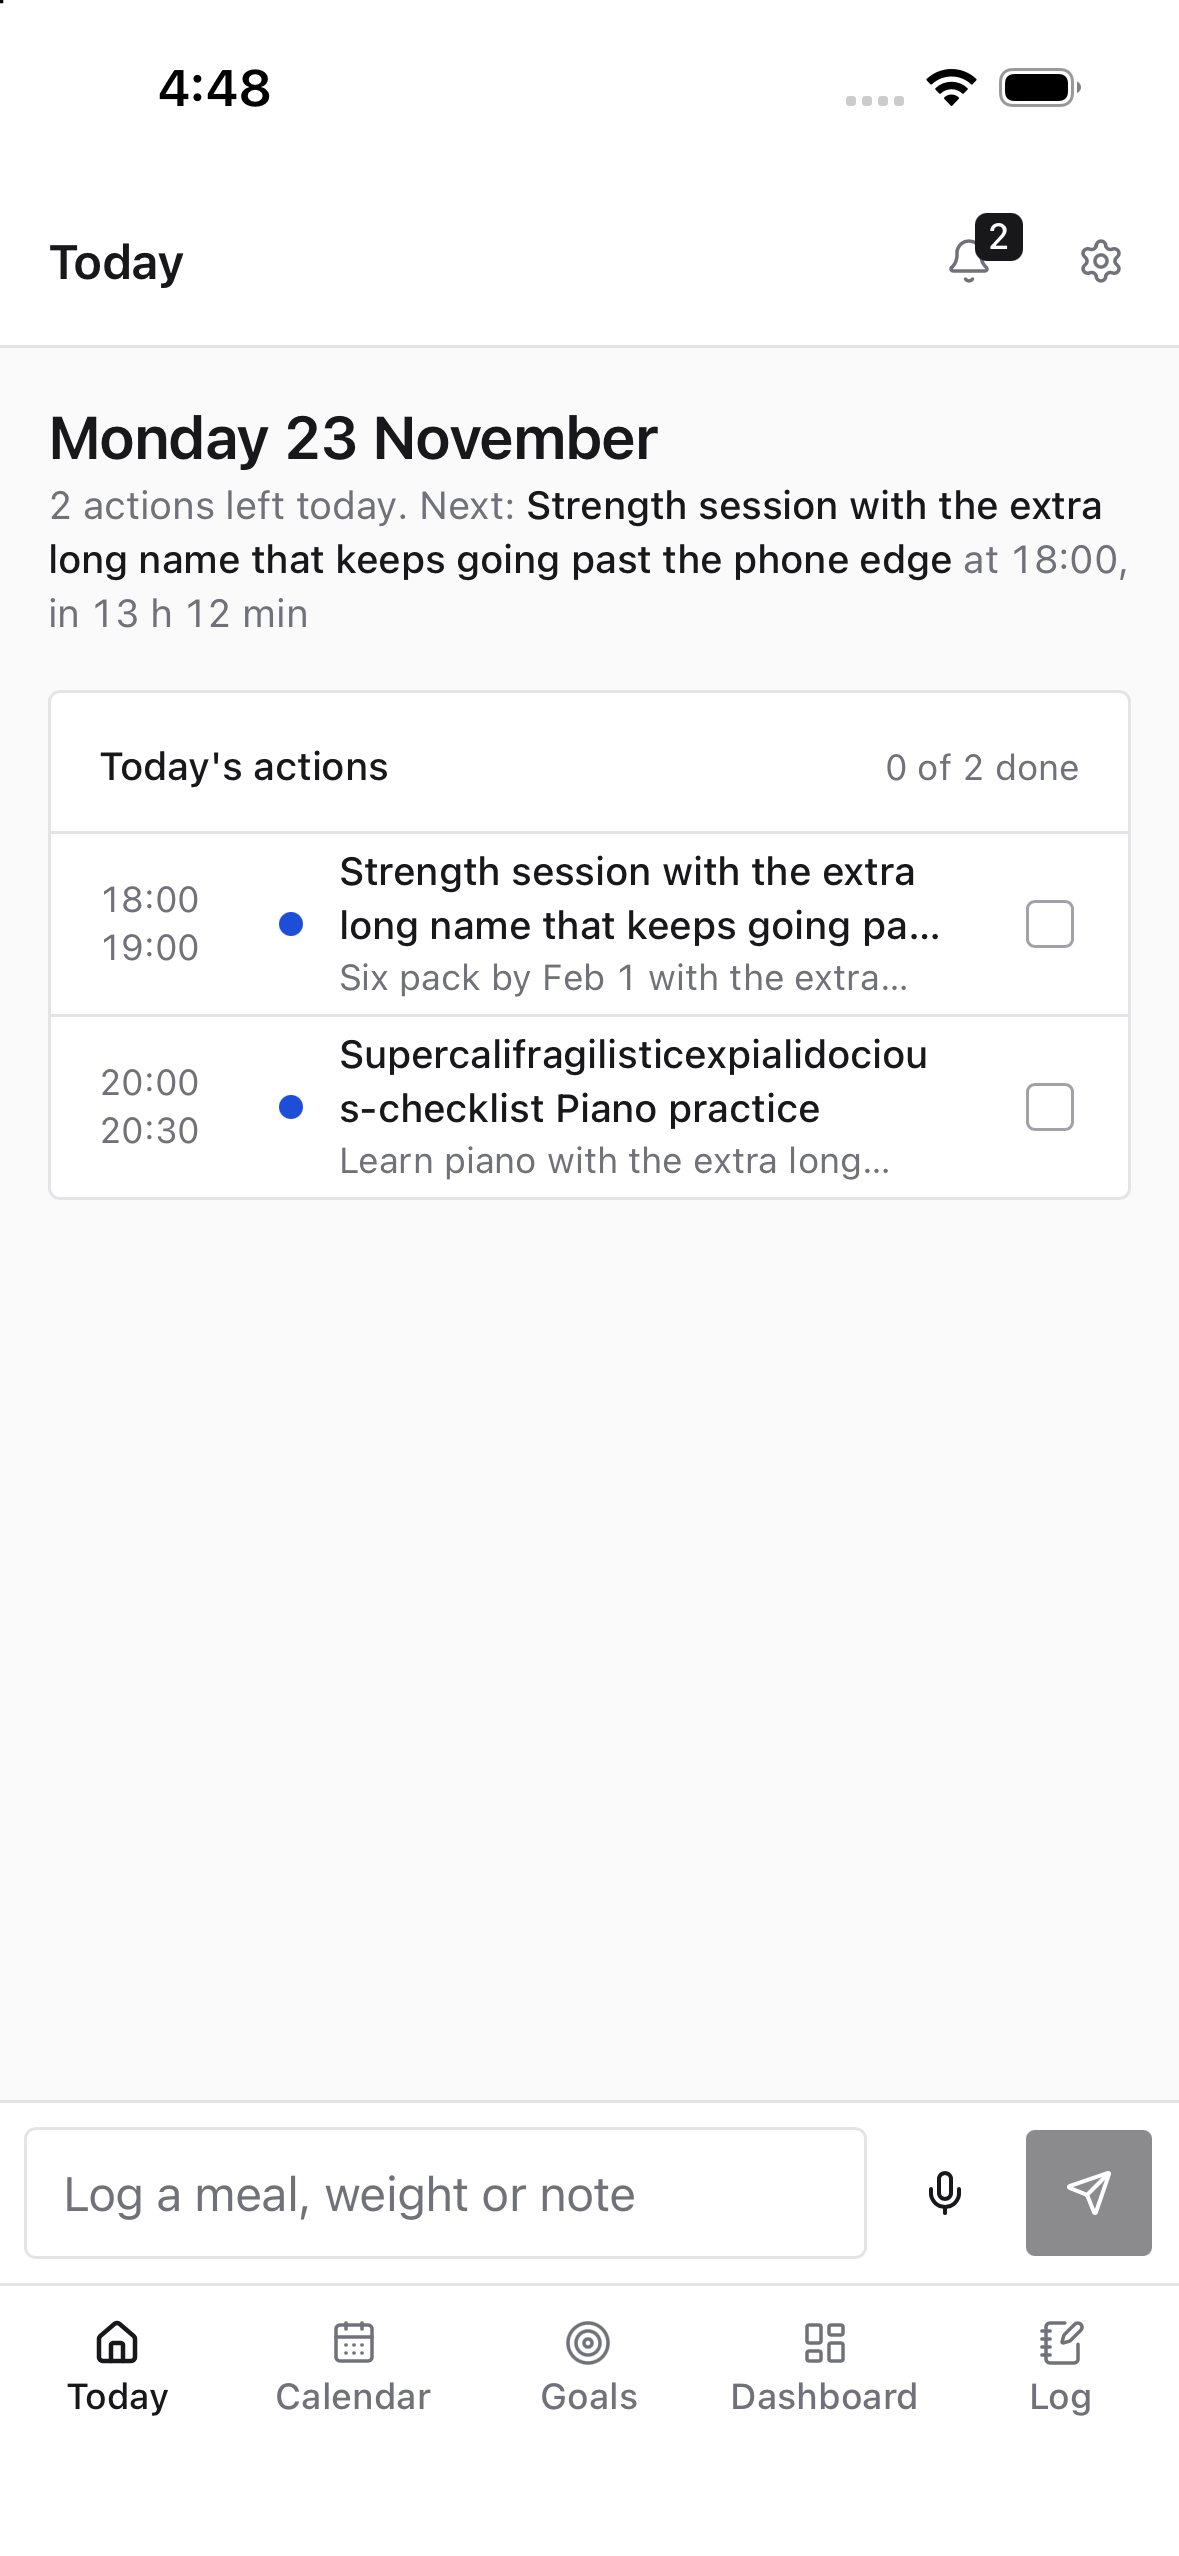 4:48
Today
2
Monday 23 November
2 actions left today. Next: Strength session with the extra
long name that keeps going past the phone edge at 18:00,
in 13 h 12 min
Today's actions
0 of 2 done
18:00
19:00
Strength session with the extra
long name that keeps going pa...
Six pack by Feb 1 with the extra...
20:00
20:30
Supercalifragilisticexpialidociou
s-checklist Piano practice
Learn piano with the extra long...
Log a meal, weight or note
Today
Calendar
Goals
Dashboard
Log